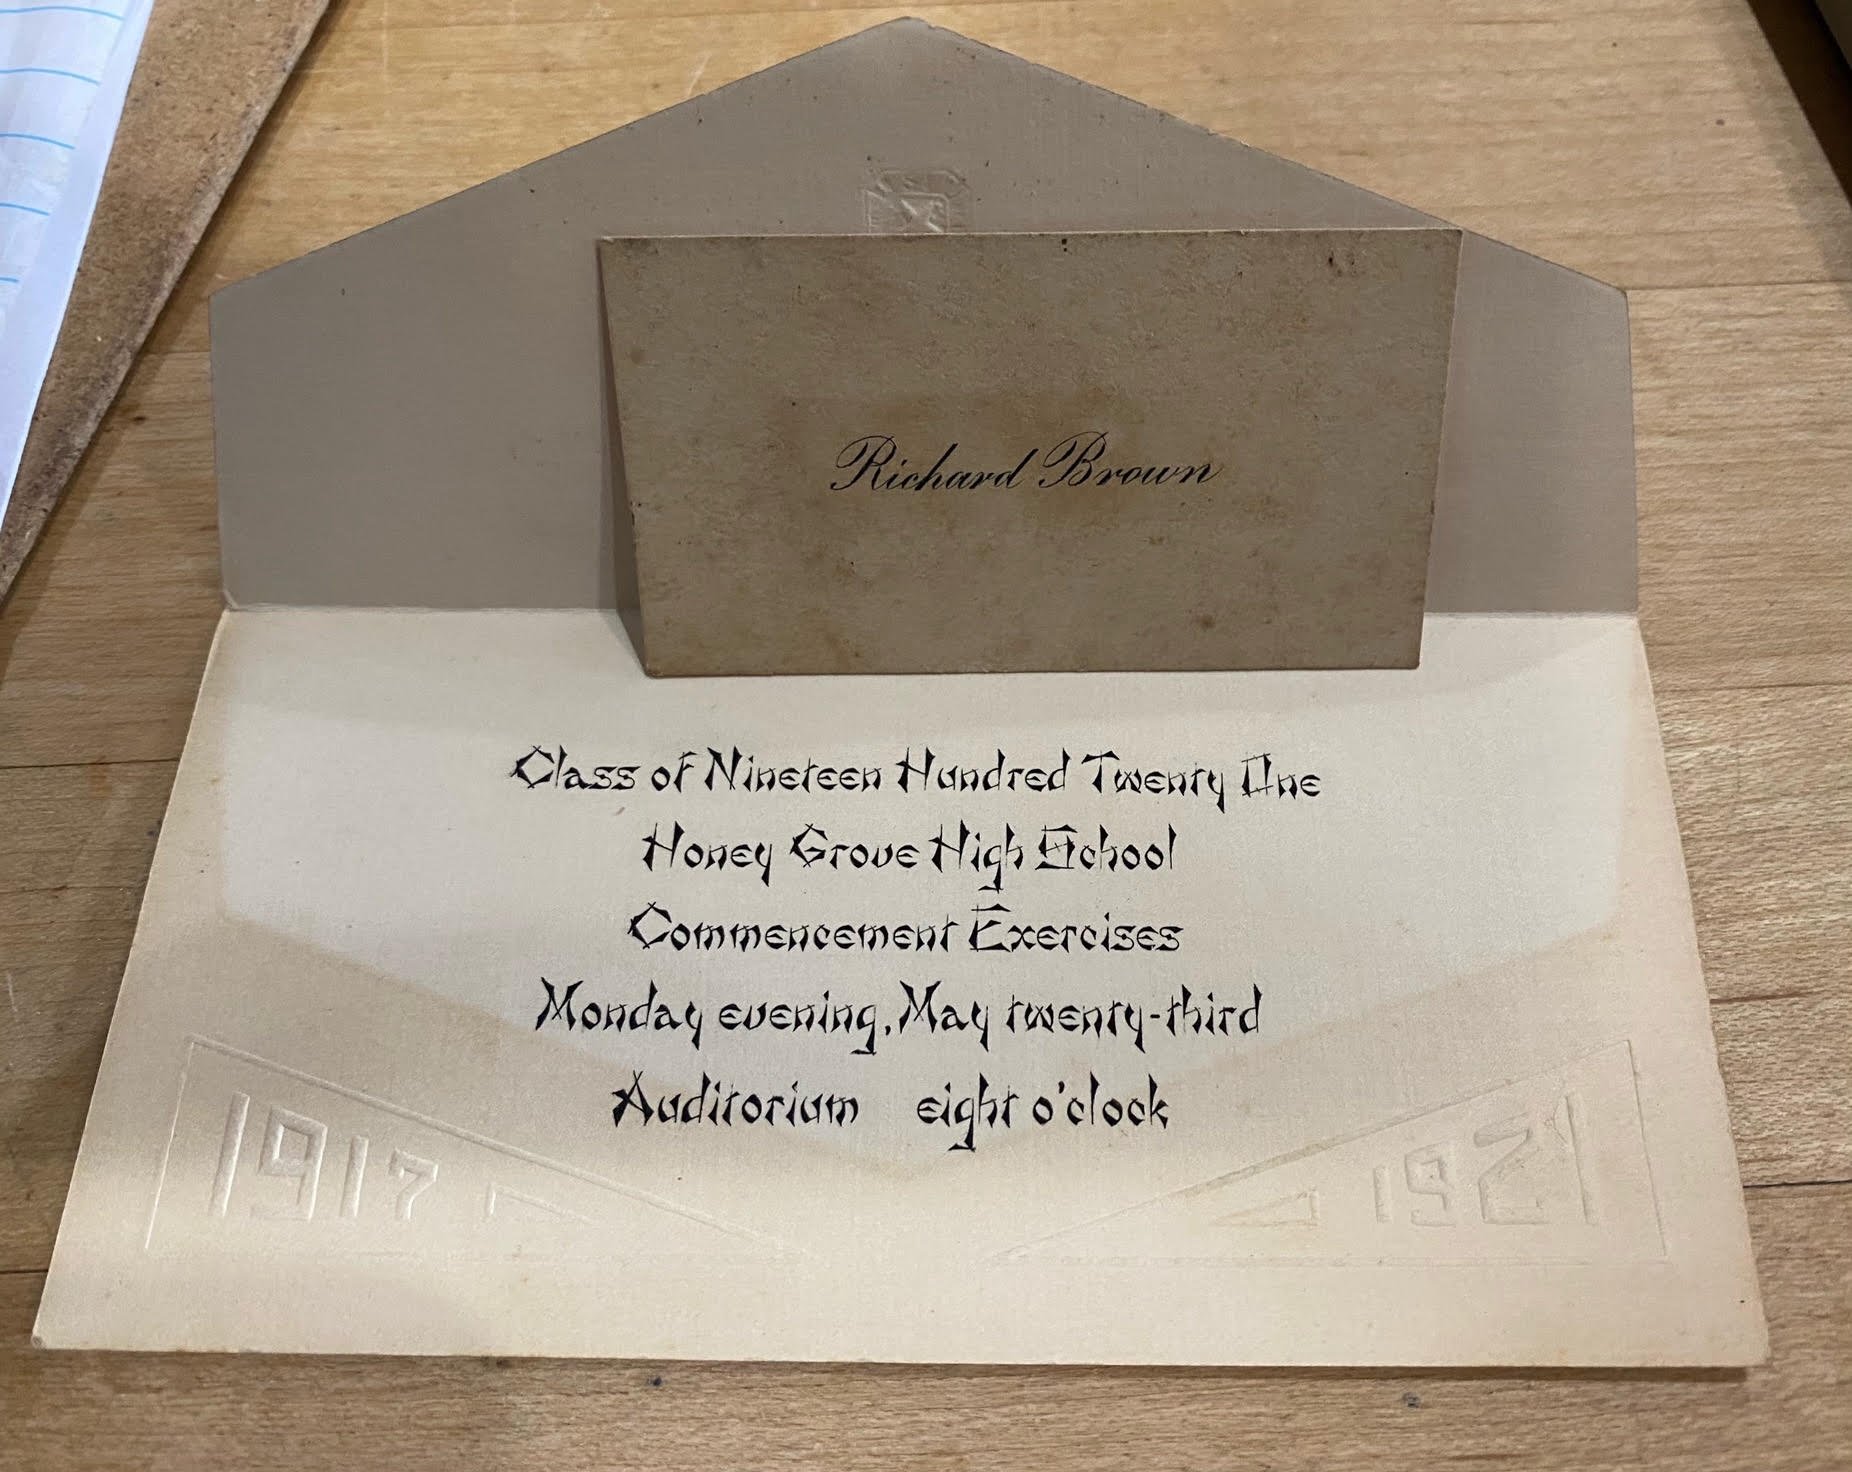 Richard Brown
Class of Nineteen Hundred Twenty One
Honey Grove High School
Commencement Exercises
Monday evening, May twenty-third
Auditorium eight o'clock
1917 1921